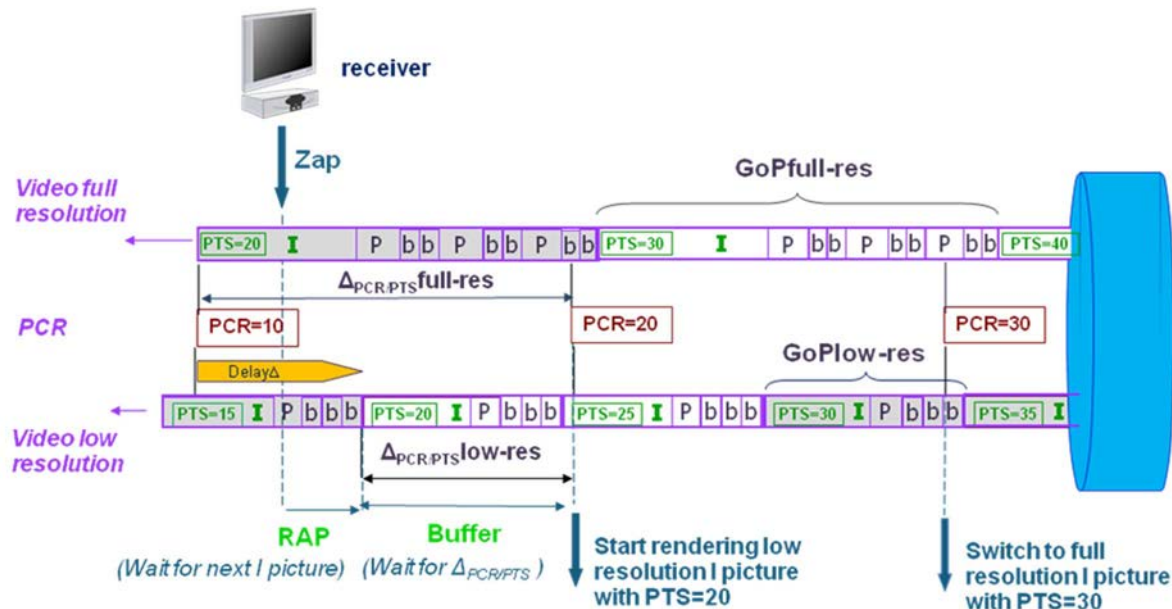 receiver
Zap
GoPfull-res
Video full
resolution
PTS=20 I P b b P b b P b b PTS=30 I P b b P b b P b b PTS=40
ΔPCR/PTSfull-res
PCR
PCR=10
PCR=20
PCR=30
GoPlow-res
DelayΔ
PTS=15 I P b b b PTS=20 I P b b b PTS=25 I P b b b PTS=30 I P b b b PTS=35 I
Video low
resolution
ΔPCR/PTSlow-res
RAP
(Wait for next I picture)
Buffer
(Wait for ΔPCR/PTS )
Start rendering low
resolution I picture
with PTS=20
Switch to full
resolution I picture
with PTS=30